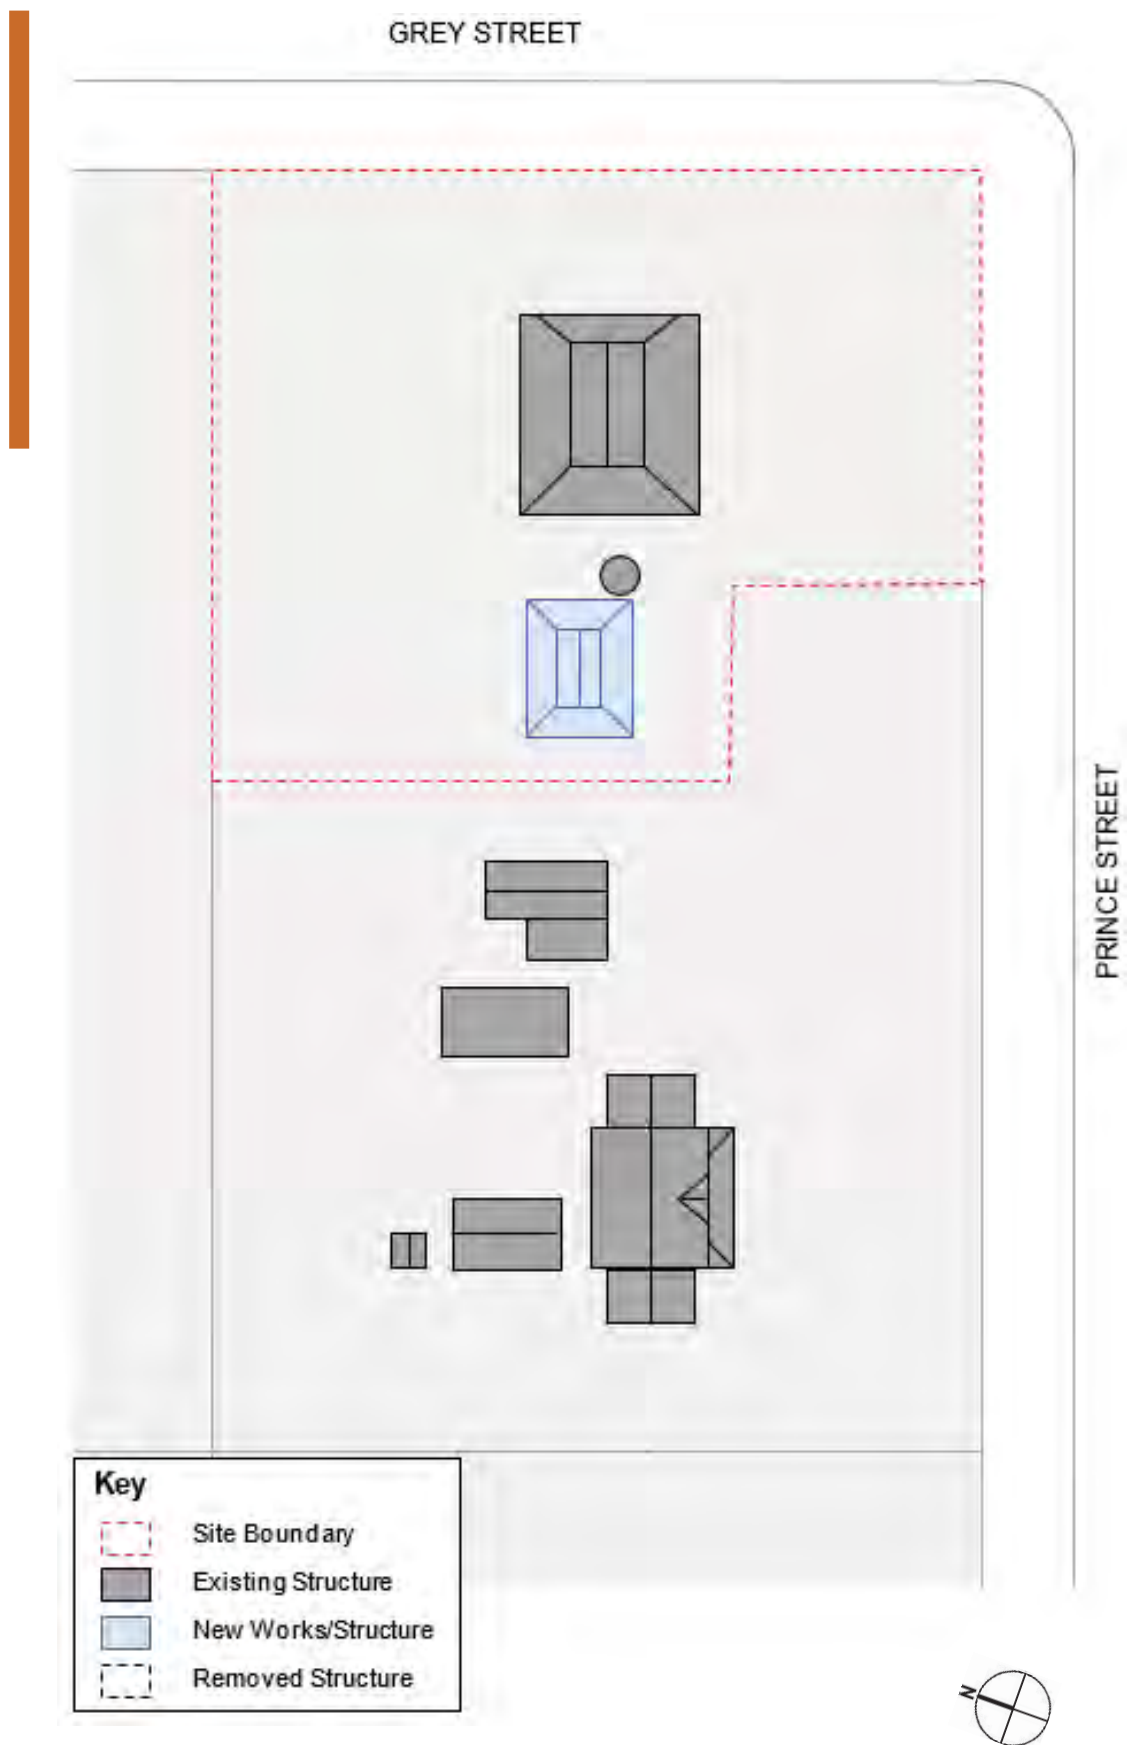 GREY STREET
PRINCE STREET
Key
Site Boundary
Existing Structure
New Works/Structure
Removed Structure
N